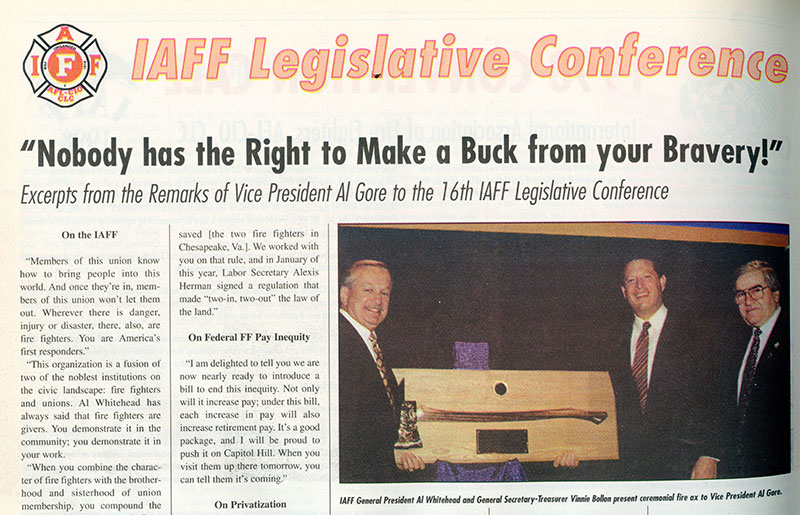 A
I F F
ORGANIZED
F
AFL-CIO
CLC
IAFF Legislative Conference
“Nobody has the Right to Make a Buck from your Bravery!”
Excerpts from the Remarks of Vice President Al Gore to the 16th IAFF Legislative Conference
On the IAFF
“Members of this union know
how to bring people into this
world. And once they’re in, mem-
bers of this union won’t let them
out. Wherever there is danger,
injury or disaster, there, also, are
fire fighters. You are America’s
first responders.”
“This organization is a fusion of
two of the noblest institutions on
the civic landscape: fire fighters
and unions. Al Whitehead has
always said that fire fighters are
givers. You demonstrate it in the
community; you demonstrate it in
your work.
“When you combine the charac-
ter of fire fighters with the brother-
hood and sisterhood of union
membership, you compound the
saved [the two fire fighters in
Chesapeake, Va.]. We worked with
you on that rule, and in January of
this year, Labor Secretary Alexis
Herman signed a regulation that
made “two-in, two-out” the law of
the land.”
On Federal FF Pay Inequity
“I am delighted to tell you we are
now nearly ready to introduce a
bill to end this inequity. Not only
will it increase pay; under this bill,
each increase in pay will also
increase retirement pay. It’s a good
package, and I will be proud to
push it on Capitol Hill. When you
visit them up there tomorrow, you
can tell them it’s coming.”
On Privatization
IAFF General President Al Whitehead and General Secretary-Treasurer Vinnie Bollon present ceremonial fire ax to Vice President Al Gore.